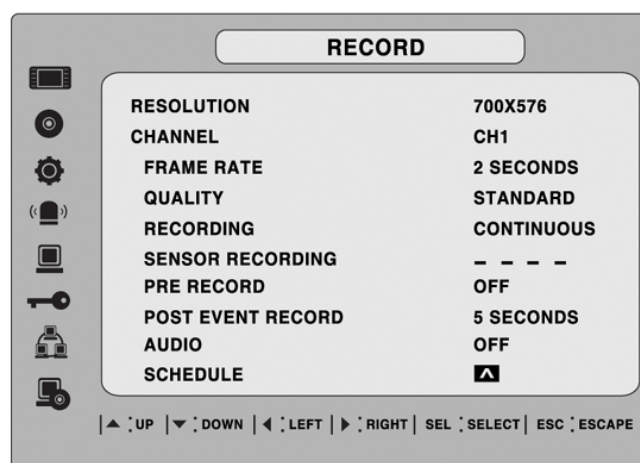 RECORD
RESOLUTION 700X576
CHANNEL CH1
FRAME RATE 2 SECONDS
QUALITY STANDARD
RECORDING CONTINUOUS
SENSOR RECORDING – – – –
PRE RECORD OFF
POST EVENT RECORD 5 SECONDS
AUDIO OFF
SCHEDULE
▲ : UP | ▼ : DOWN | ◀ : LEFT | ▶ : RIGHT | SEL : SELECT | ESC : ESCAPE